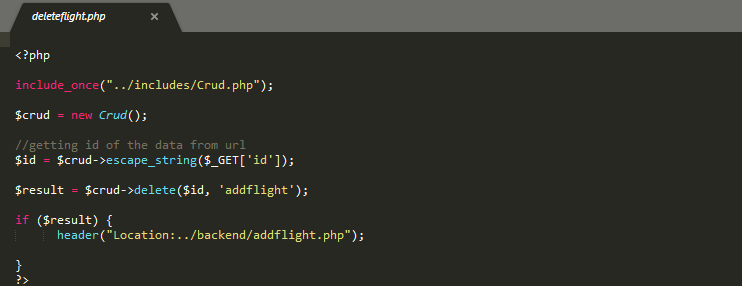 deleteflight.php ×
<?php
include_once("../includes/Crud.php");
$crud = new Crud();
//getting id of the data from url
$id = $crud->escape_string($_GET['id']);
$result = $crud->delete($id, 'addflight');
if ($result) {
header("Location:../backend/addflight.php");
}
?>